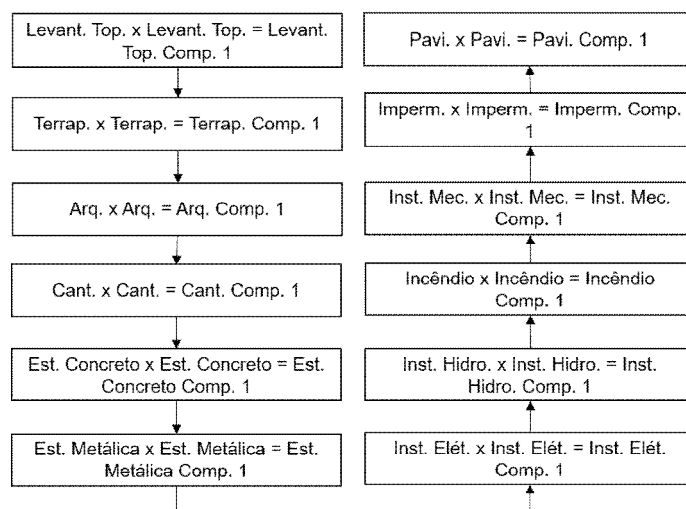 Levant. Top. x Levant. Top. = Levant.
Top. Comp. 1
Terrap. x Terrap. = Terrap. Comp. 1
Arq. x Arq. = Arq. Comp. 1
Cant. x Cant. = Cant. Comp. 1
Est. Concreto x Est. Concreto = Est.
Concreto Comp. 1
Est. Metálica x Est. Metálica = Est.
Metálica Comp. 1
Pavi. x Pavi. = Pavi. Comp. 1
Imperm. x Imperm. = Imperm. Comp.
1
Inst. Mec. x Inst. Mec. = Inst. Mec.
Comp. 1
Incêndio x Incêndio = Incêndio
Comp. 1
Inst. Hidro. x Inst. Hidro. = Inst.
Hidro. Comp. 1
Inst. Elét. x Inst. Elét. = Inst. Elét.
Comp. 1